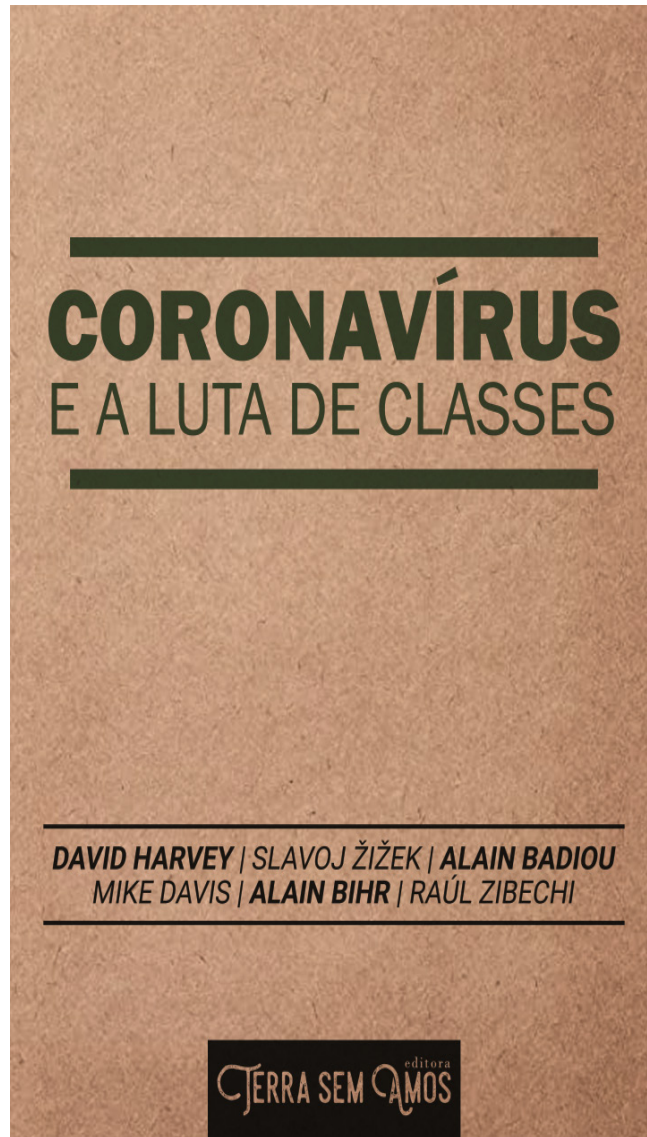 CORONAVÍRUS
E A LUTA DE CLASSES
DAVID HARVEY | SLAVOJ ŽIŽEK | ALAIN BADIOU
MIKE DAVIS | ALAIN BIHR | RAÚL ZIBECHI
editora
TERRA SEM AMOS